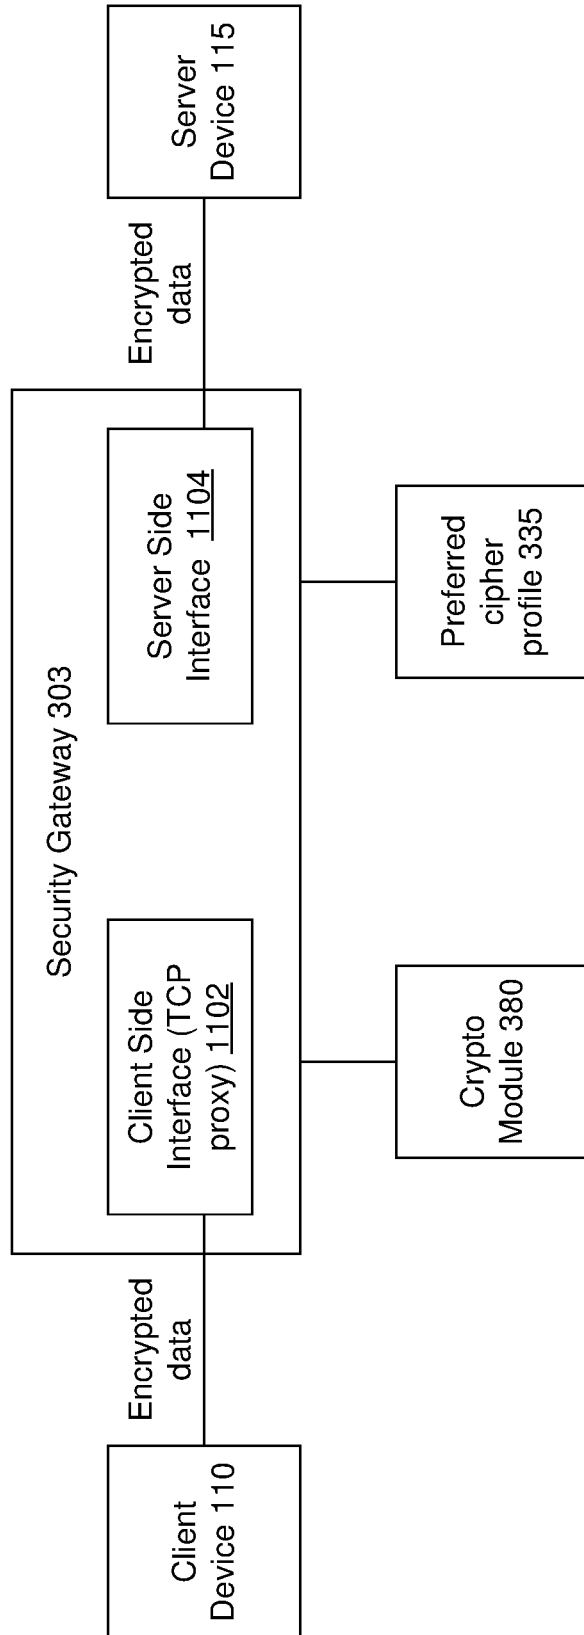 Security Gateway 303
Client
Device 110
Encrypted
data
Client Side
Interface (TCP
proxy) 1102
Server Side
Interface 1104
Encrypted
data
Server
Device 115
Crypto
Module 380
Preferred
cipher
profile 335